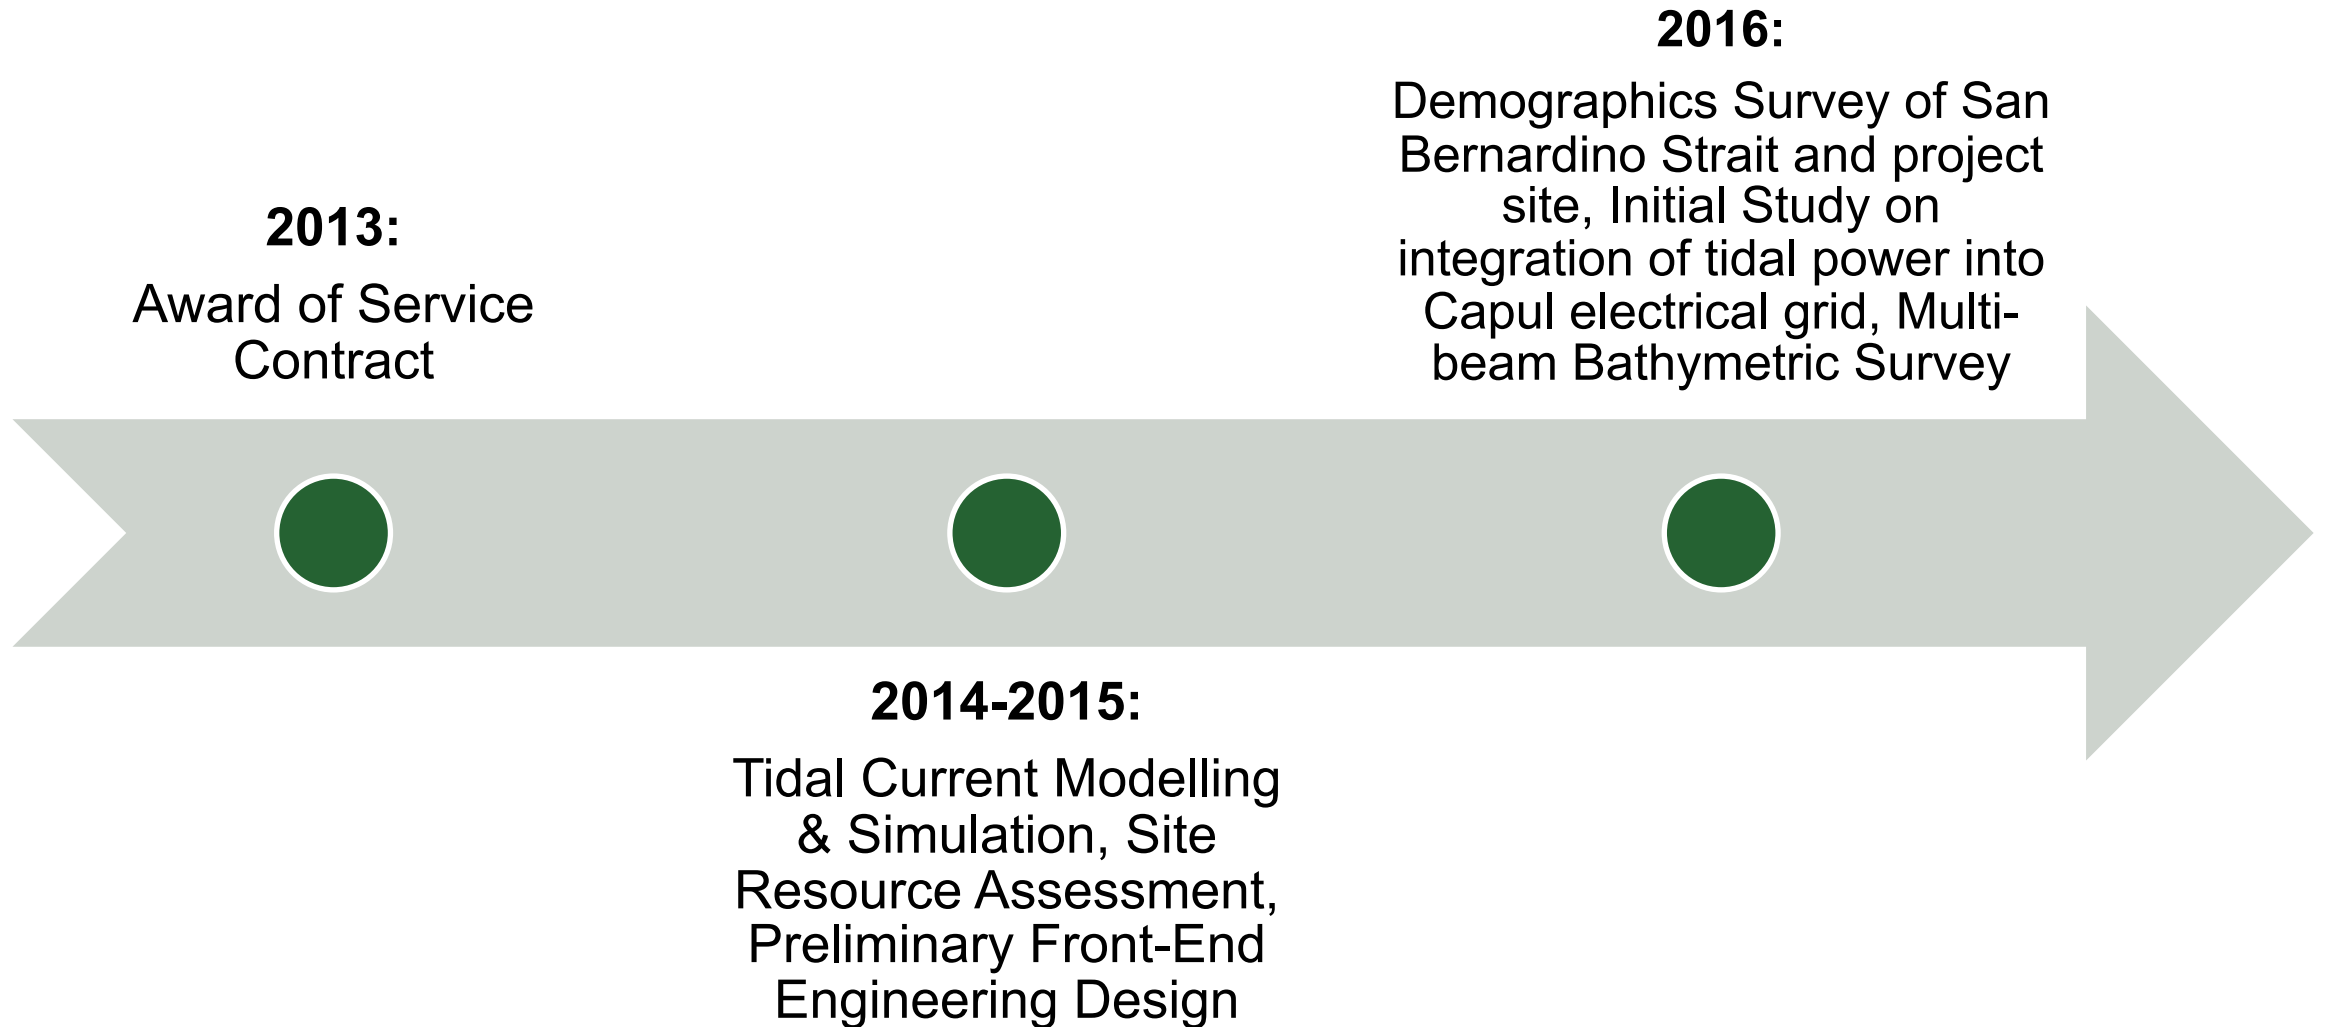 2013:
Award of Service
Contract
2014-2015:
Tidal Current Modelling
& Simulation, Site
Resource Assessment,
Preliminary Front-End
Engineering Design
2016:
Demographics Survey of San
Bernardino Strait and project
site, Initial Study on
integration of tidal power into
Capul electrical grid, Multi-
beam Bathymetric Survey